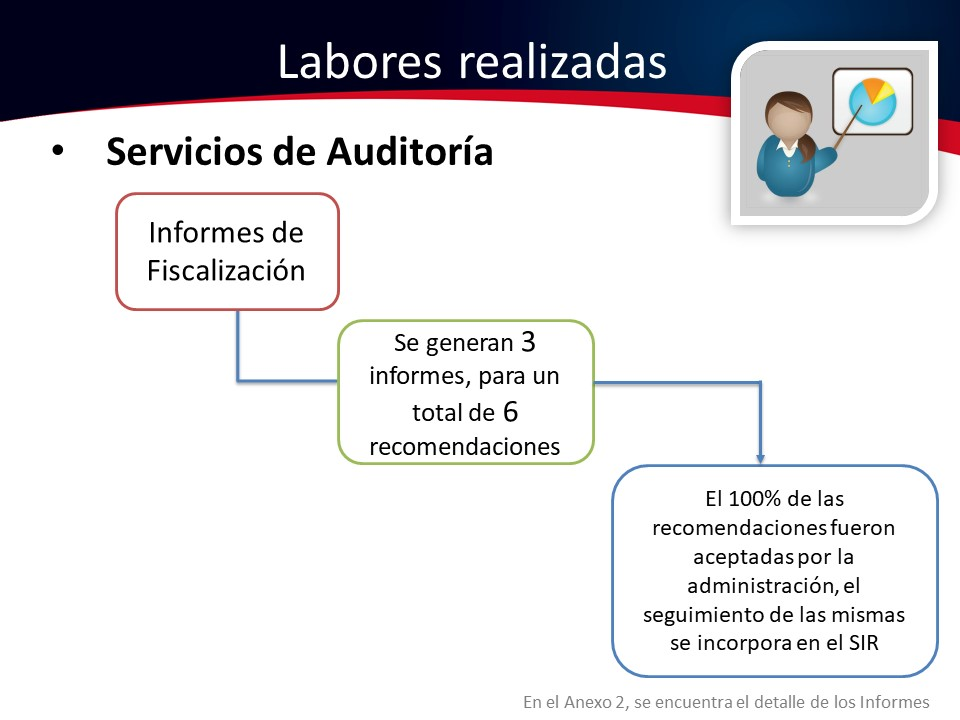 Labores realizadas
• Servicios de Auditoría
Informes de
Fiscalización
Se generan 3
informes, para un
total de 6
recomendaciones
El 100% de las
recomendaciones fueron
aceptadas por la
administración, el
seguimiento de las mismas
se incorpora en el SIR
En el Anexo 2, se encuentra el detalle de los Informes